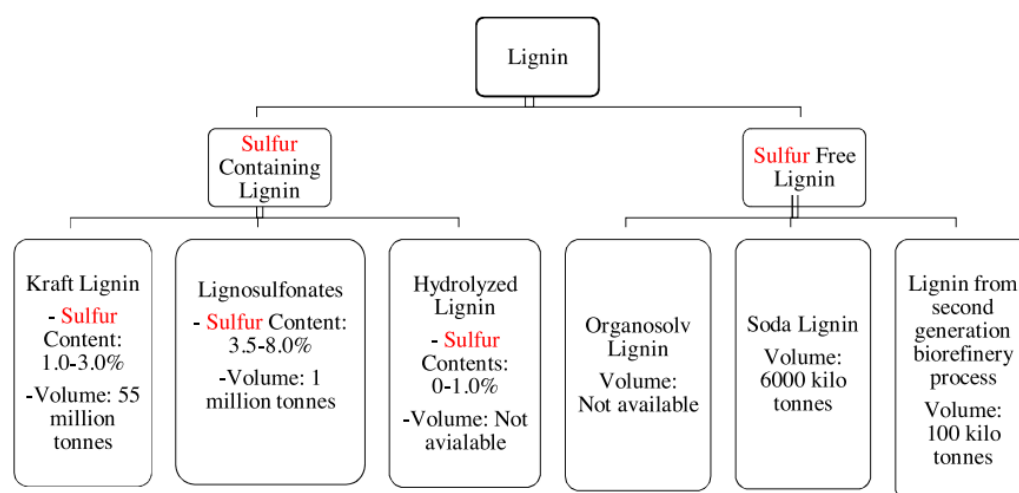 Lignin
Sulfur
Containing
Lignin
Sulfur Free
Lignin
Kraft Lignin
- Sulfur
Content:
1.0-3.0%
-Volume: 55
million
tonnes
Lignosulfonates
- Sulfur Content:
3.5-8.0%
-Volume: 1
million tonnes
Hydrolyzed
Lignin
- Sulfur
Contents:
0-1.0%
-Volume: Not
avialable
Organosolv
Lignin
Volume:
Not available
Soda Lignin
Volume:
6000 kilo
tonnes
Lignin from
second
generation
biorefinery
process
Volume:
100 kilo
tonnes